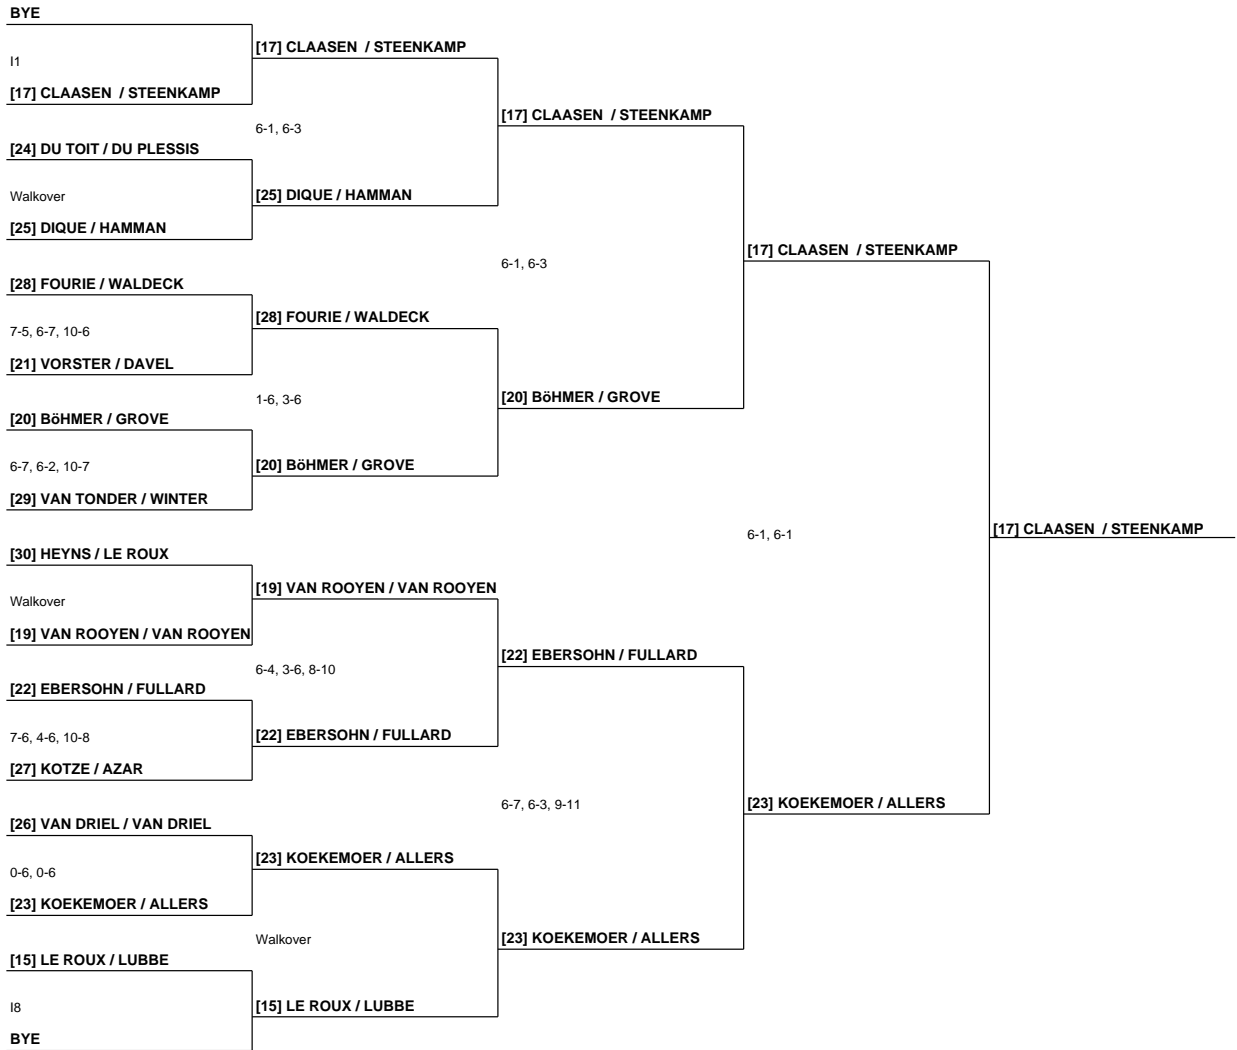 BYE
[17] CLAASEN / STEENKAMP
I1
[17] CLAASEN / STEENKAMP
[17] CLAASEN / STEENKAMP
6-1, 6-3
[24] DU TOIT / DU PLESSIS
Walkover
[25] DIQUE / HAMMAN
[25] DIQUE / HAMMAN
[17] CLAASEN / STEENKAMP
6-1, 6-3
[28] FOURIE / WALDECK
[28] FOURIE / WALDECK
7-5, 6-7, 10-6
[21] VORSTER / DAVEL
1-6, 3-6
[20] BöHMER / GROVE
[20] BöHMER / GROVE
6-7, 6-2, 10-7
[20] BöHMER / GROVE
[29] VAN TONDER / WINTER
6-1, 6-1
[17] CLAASEN / STEENKAMP
[30] HEYNS / LE ROUX
[19] VAN ROOYEN / VAN ROOYEN
Walkover
[19] VAN ROOYEN / VAN ROOYEN
[22] EBERSOHN / FULLARD
6-4, 3-6, 8-10
[22] EBERSOHN / FULLARD
7-6, 4-6, 10-8
[22] EBERSOHN / FULLARD
[27] KOTZE / AZAR
6-7, 6-3, 9-11
[23] KOEKEMOER / ALLERS
[26] VAN DRIEL / VAN DRIEL
[23] KOEKEMOER / ALLERS
0-6, 0-6
[23] KOEKEMOER / ALLERS
Walkover
[23] KOEKEMOER / ALLERS
[15] LE ROUX / LUBBE
I8
[15] LE ROUX / LUBBE
BYE